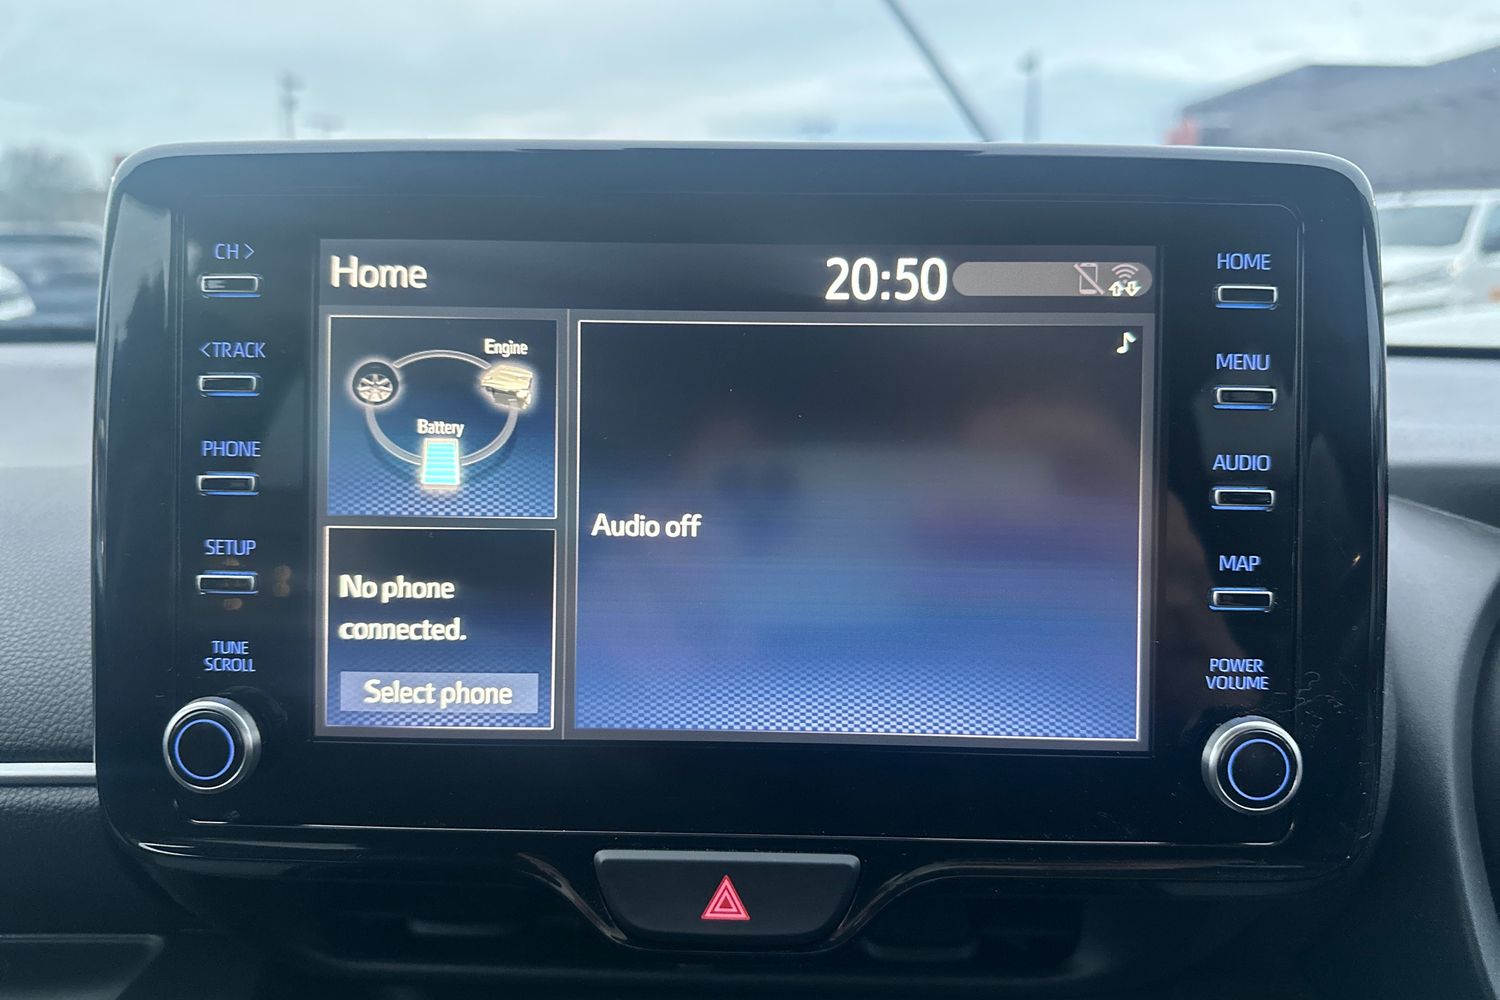 CH >
<TRACK
PHONE
SETUP
TUNE
SCROLL
Home
20:50
Engine
Battery
No phone
connected.
Select phone
Audio off
HOME
MENU
AUDIO
MAP
POWER
VOLUME